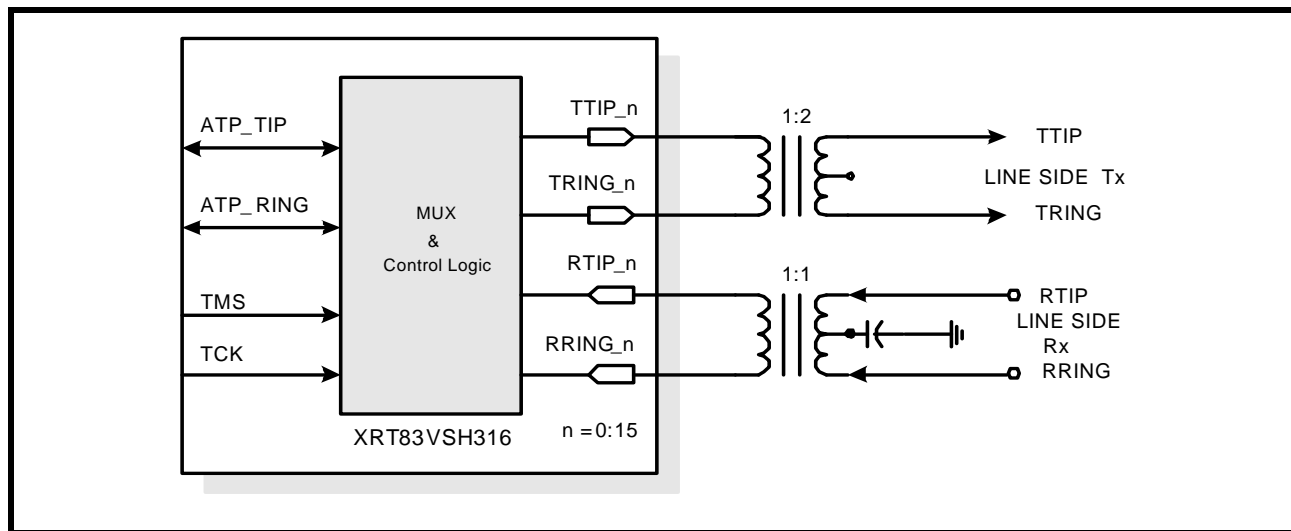 ATP_TIP
ATP_RING
TMS
TCK
MUX
&
Control Logic
XRT83VSH316
TTIP_n
TRING_n
RTIP_n
RRING_n
n = 0:15
1:2
TTIP
LINE SIDE Tx
TRING
1:1
RTIP
LINE SIDE
Rx
RRING